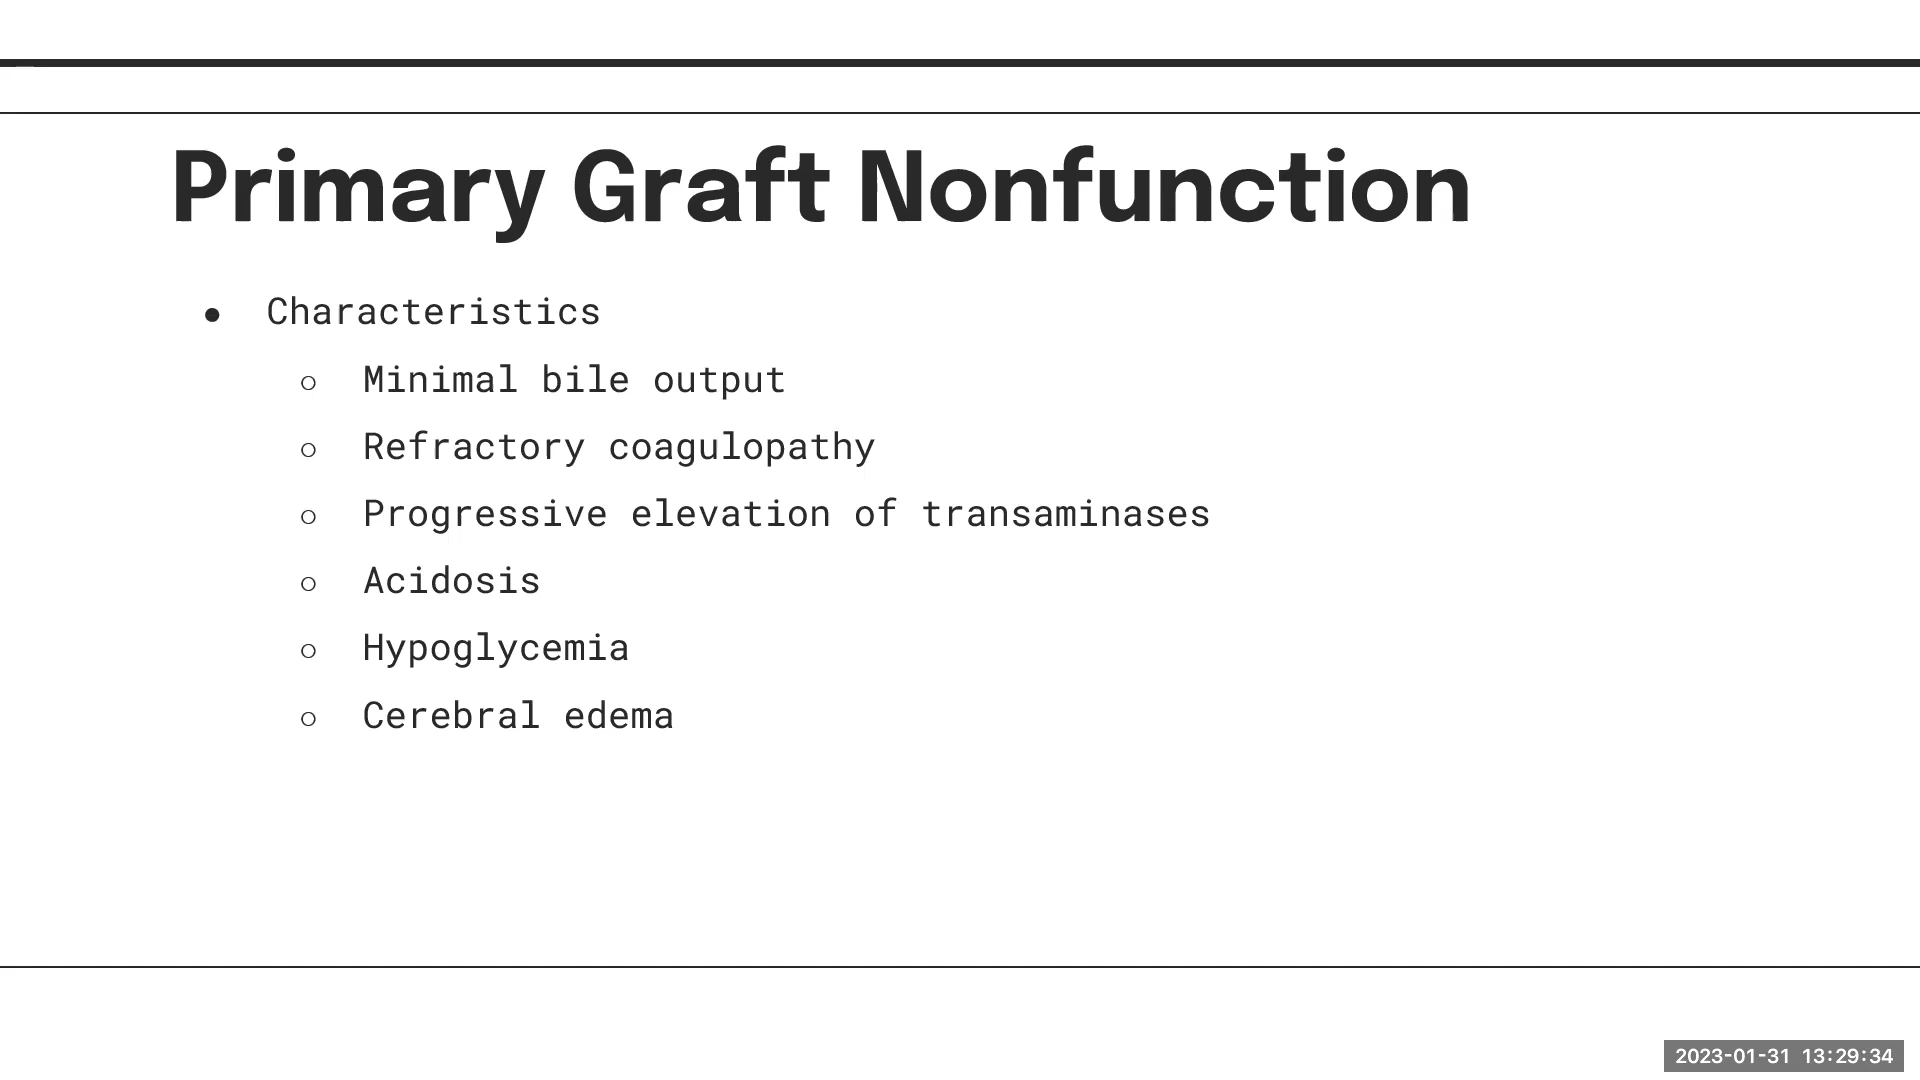 Primary Graft Nonfunction
● Characteristics
○ Minimal bile output
○ Refractory coagulopathy
○ Progressive elevation of transaminases
○ Acidosis
○ Hypoglycemia
○ Cerebral edema
2023-01-31 13:29:34